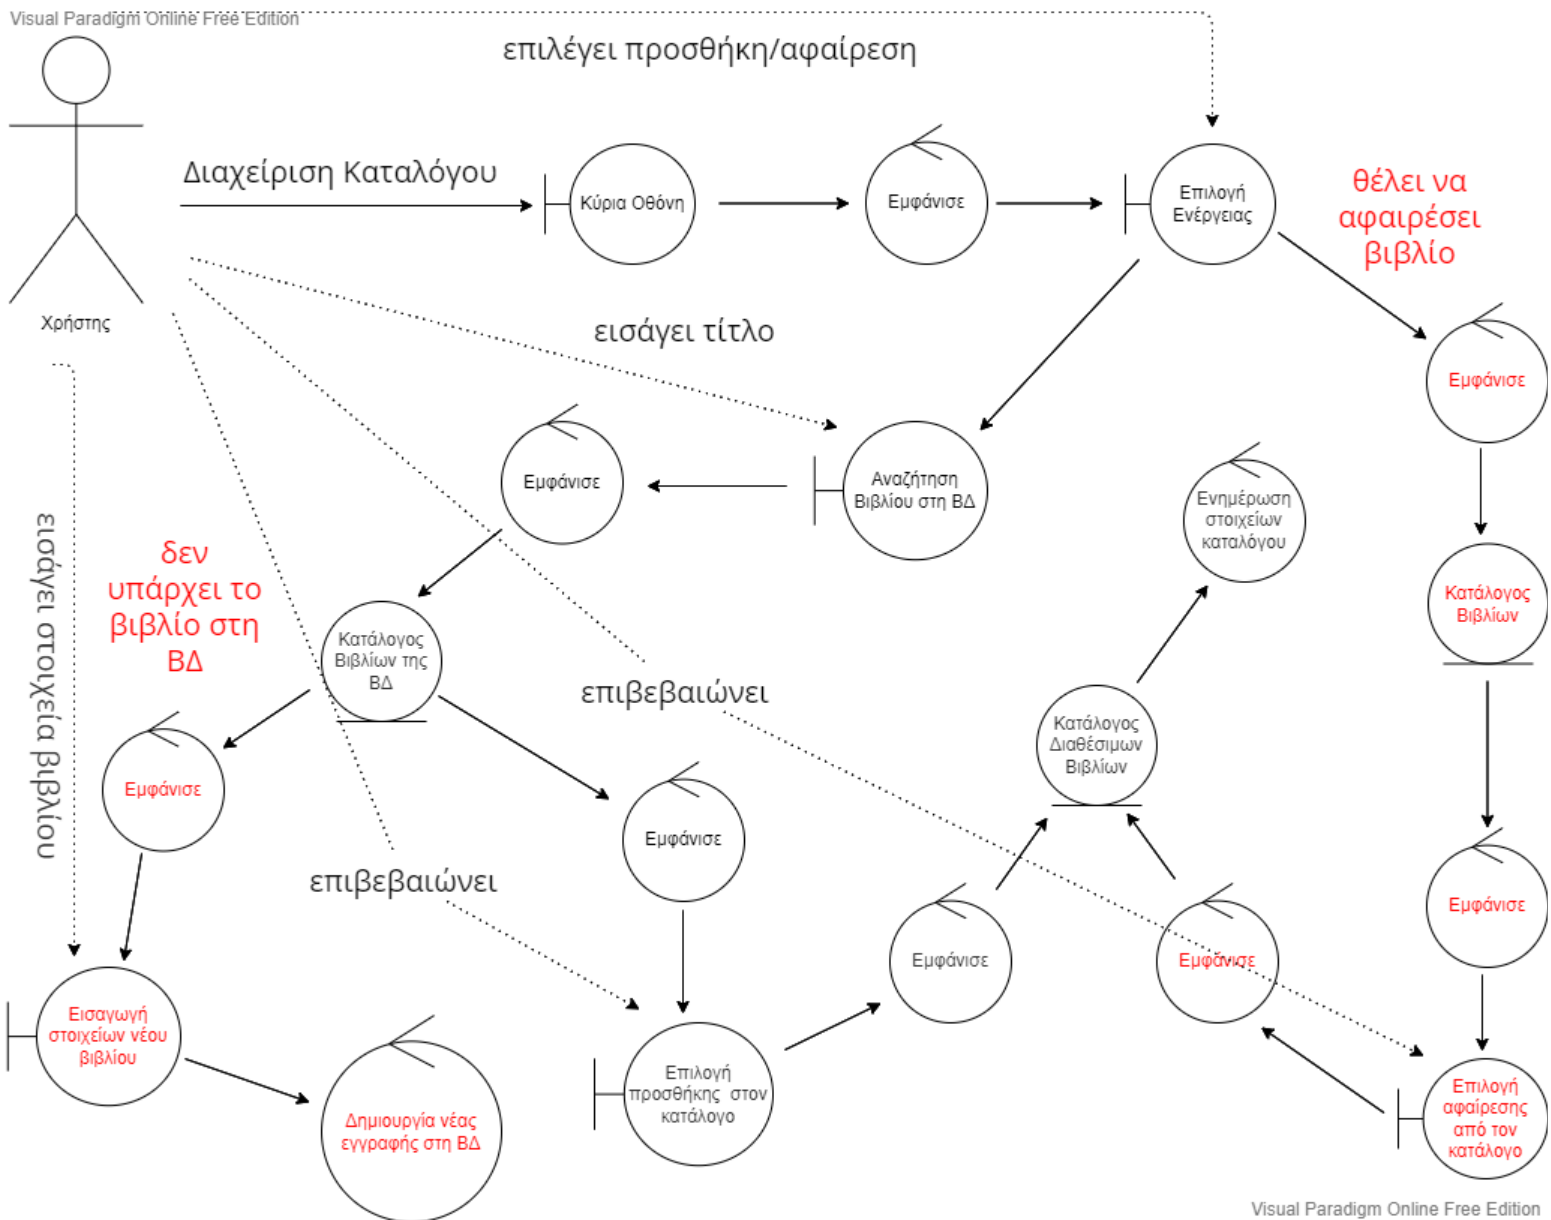 Visual Paradigm Online Free Edition
επιλέγει προσθήκη/αφαίρεση
Διαχείριση Καταλόγου
Κύρια Οθόνη
Εμφάνισε
Επιλογή
Ενέργειας
θέλει να
αφαιρέσει
βιβλίο
Χρήστης
εισάγει τίτλο
Εμφάνισε
Εμφάνισε
Αναζήτηση
Βιβλίου στη ΒΔ
Ενημέρωση
στοιχείων
καταλόγου
εισάγει στοιχεία βιβλίου
δεν
υπάρχει το
βιβλίο στη
ΒΔ
Κατάλογος
Βιβλίων της
ΒΔ
Κατάλογος
Βιβλίων
επιβεβαιώνει
Κατάλογος
Διαθέσιμων
Βιβλίων
Εμφάνισε
Εμφάνισε
επιβεβαιώνει
Εμφάνισε
Εμφάνισε
Εμφάνισε
Εισαγωγή
στοιχείων νέου
βιβλίου
Δημιουργία νέας
εγγραφής στη ΒΔ
Επιλογή
προσθήκης στον
κατάλογο
Επιλογή
αφαίρεσης
από τον
κατάλογο
Visual Paradigm Online Free Edition